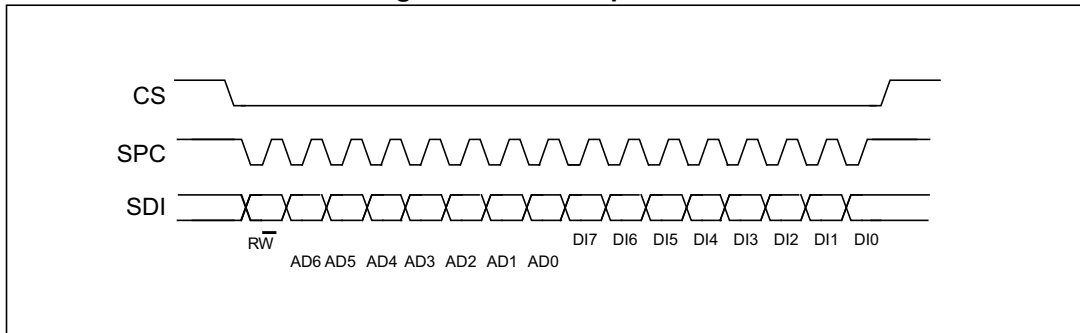 CS
SPC
SDI
RW̅
DI7 DI6 DI5 DI4 DI3 DI2 DI1 DI0
AD6 AD5 AD4 AD3 AD2 AD1 AD0